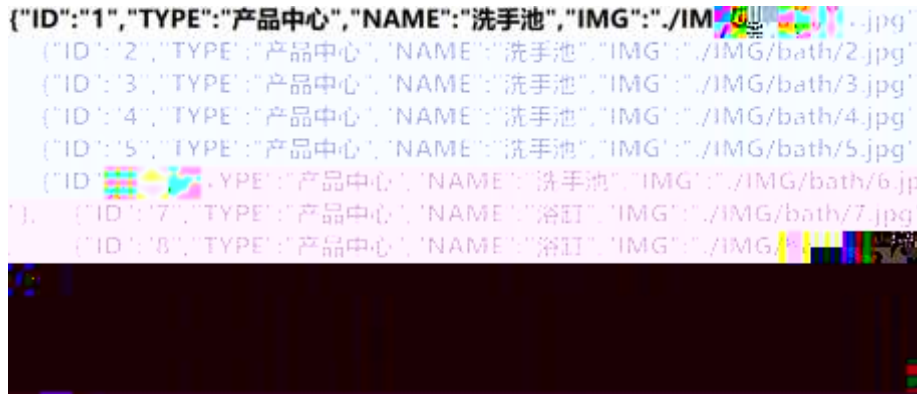 {"ID":"1","TYPE":"产品中心","NAME":"洗手池","IMG":"./IM .jpg"
{"ID":"2","TYPE":"产品中心","NAME":"洗手池","IMG":"./IMG/bath/2.jpg"
{"ID":"3","TYPE":"产品中心","NAME":"洗手池","IMG":"./IMG/bath/3.jpg"
{"ID":"4","TYPE":"产品中心","NAME":"洗手池","IMG":"./IMG/bath/4.jpg"
{"ID":"5","TYPE":"产品中心","NAME":"洗手池","IMG":"./IMG/bath/5.jpg"
{"ID YPE":"产品中心","NAME":"洗手池","IMG":"./IMG/bath/6.jp
"}, {"ID":"7","TYPE":"产品中心","NAME":"浴缸","IMG":"./IMG/bath/7.jpg
{"ID":"8","TYPE":"产品中心","NAME":"浴缸","IMG":"./IMG/